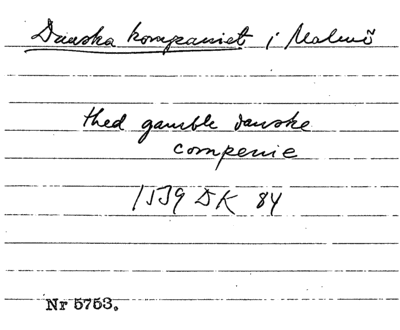 Danska kompaniet i Malmö
thed gamble danske
compenie
1539 DK 84
Nr 5753.